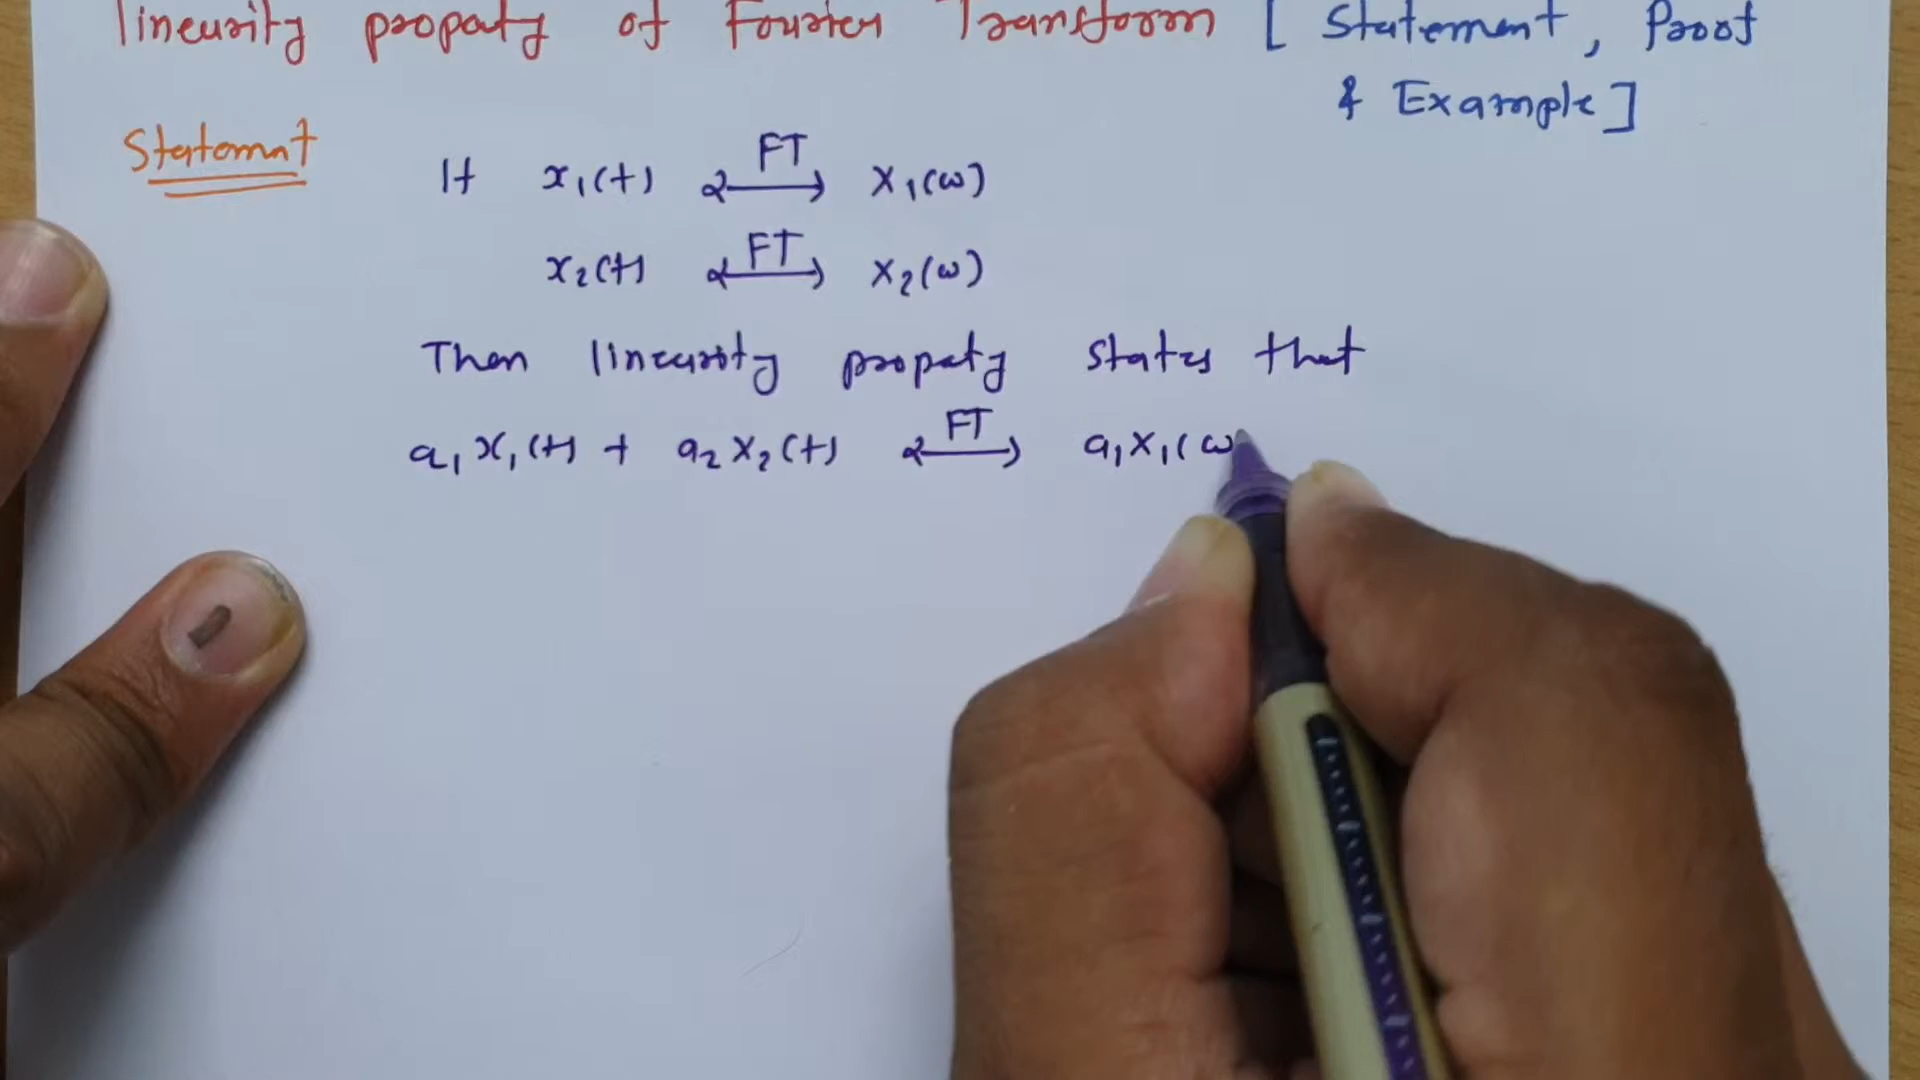 linearity property of Fourier Transform [ Statement, Proof
& Example ]
Statement
If x₁(t) ⟷ FT X₁(ω)
x₂(t) ⟷ FT X₂(ω)
Then linearity property states that
a₁x₁(t) + a₂x₂(t) ⟷ FT a₁X₁(ω